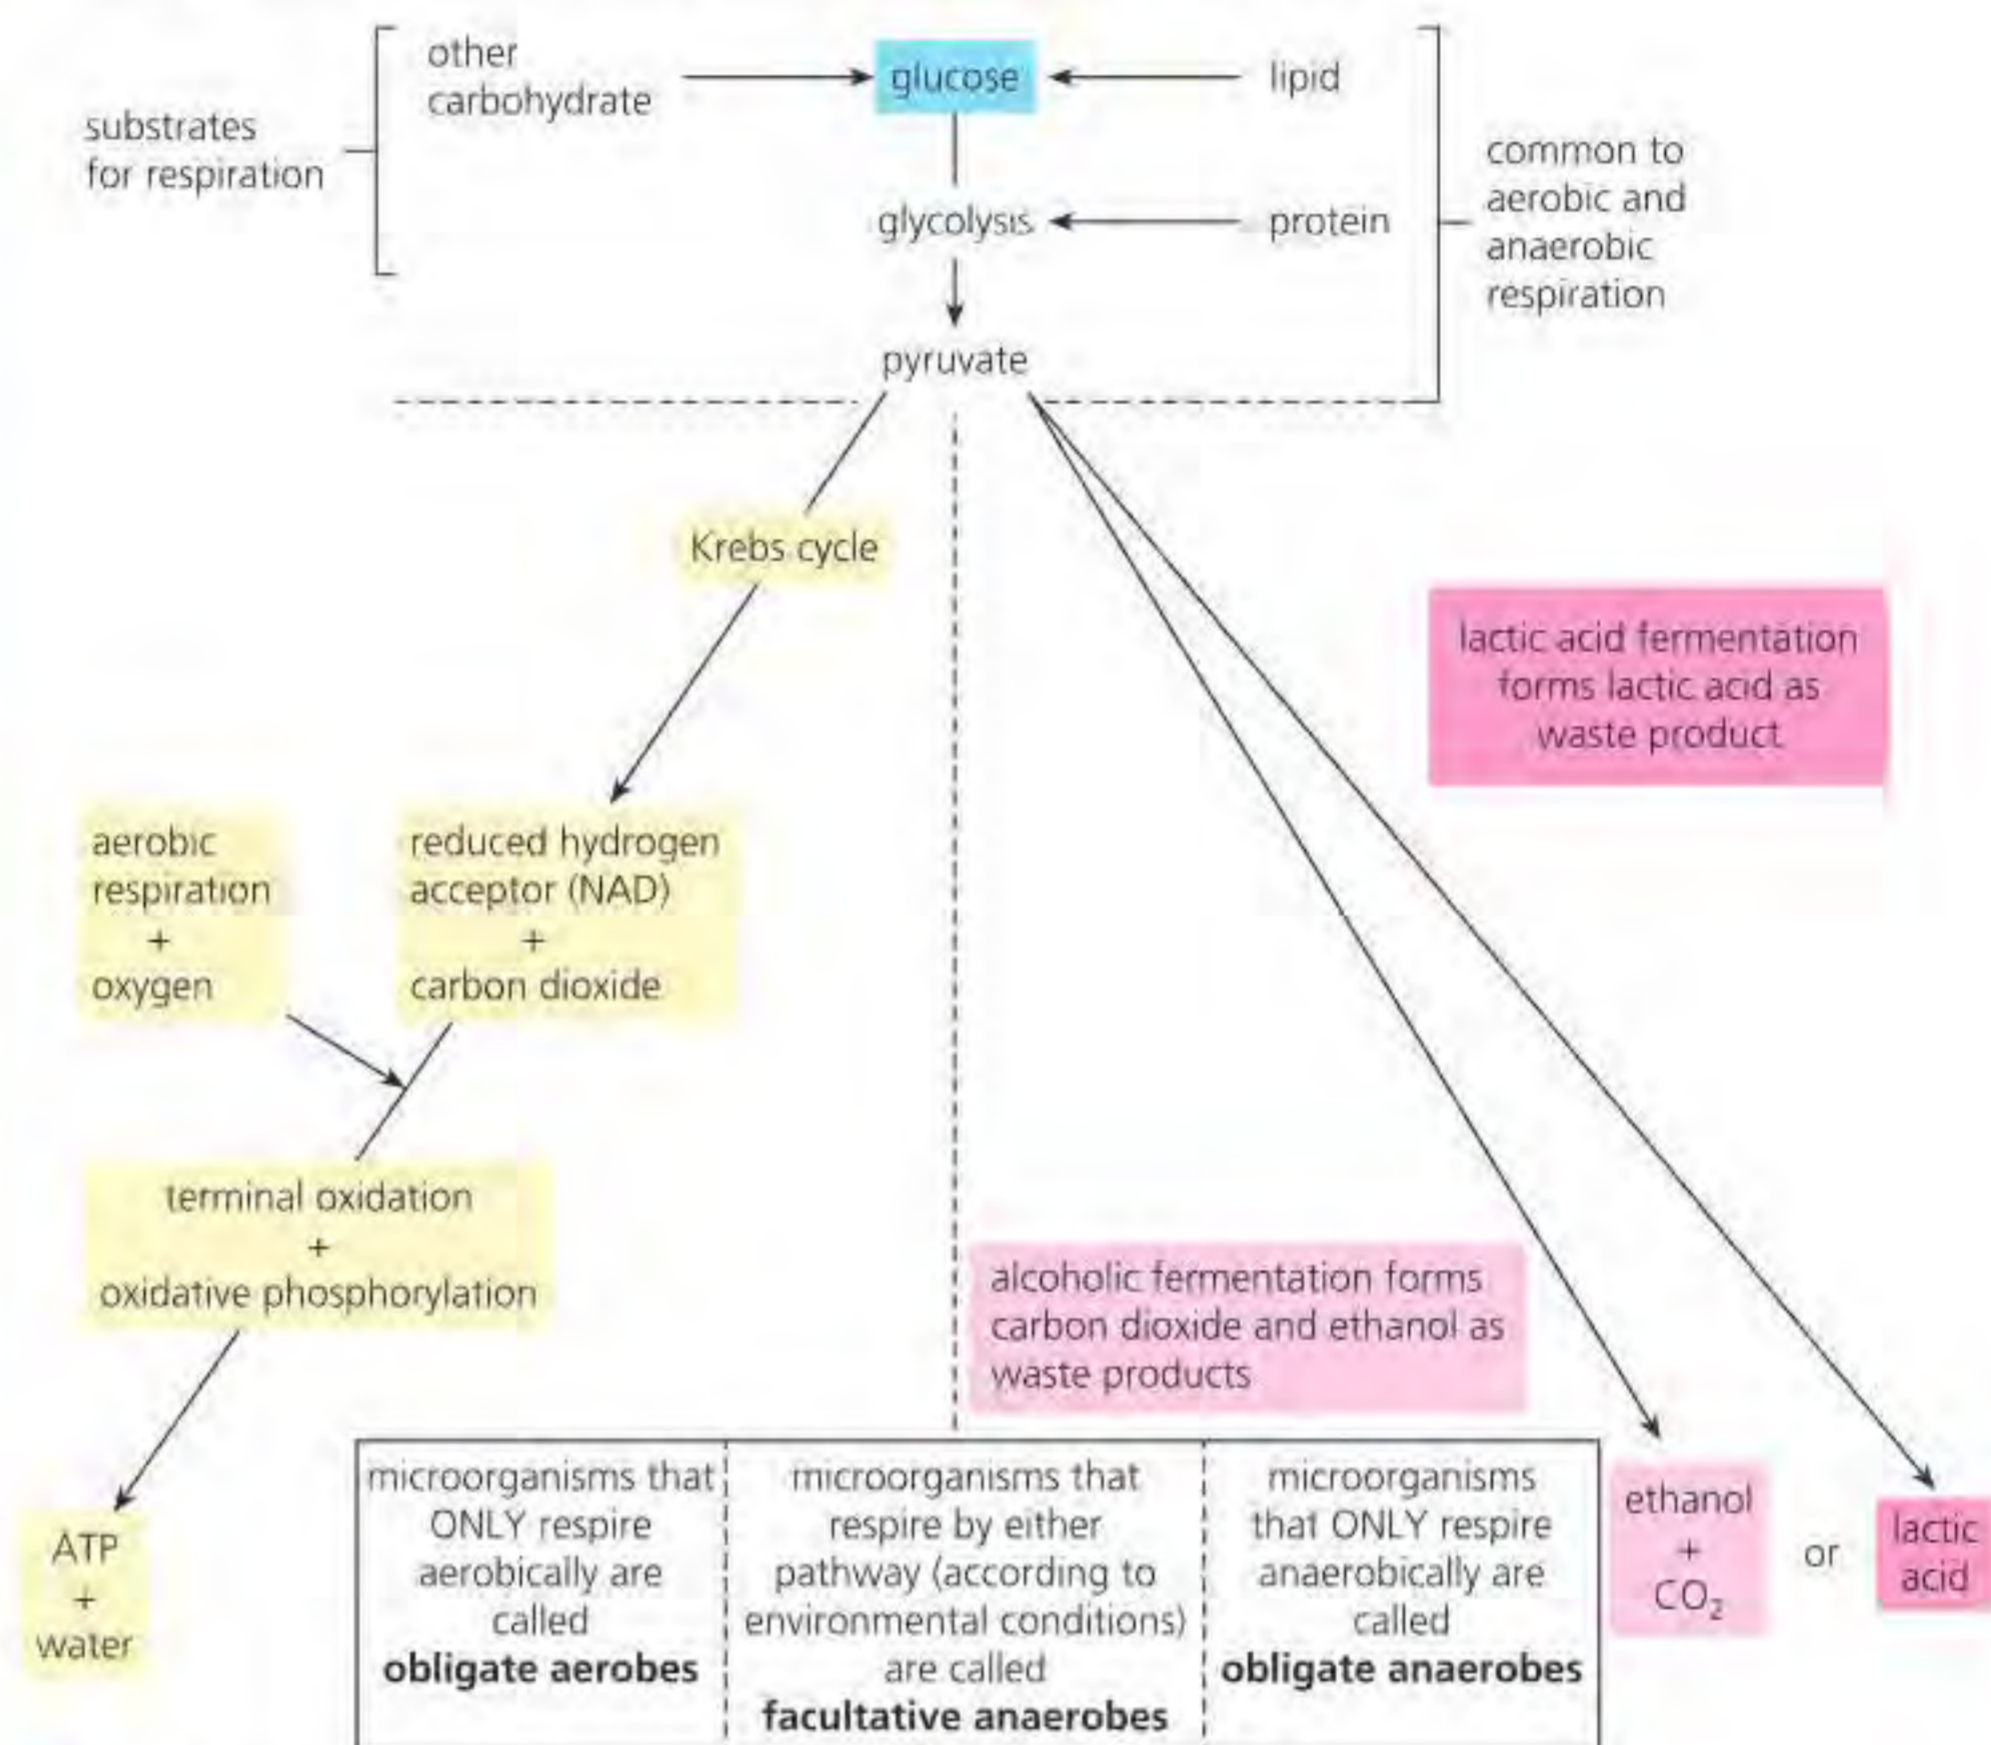 other
carbohydrate
glucose
lipid
substrates
for respiration
common to
aerobic and
anaerobic
respiration
glycolysis
protein
pyruvate
Krebs cycle
lactic acid fermentation
forms lactic acid as
waste product
aerobic
respiration
+
oxygen
reduced hydrogen
acceptor (NAD)
+
carbon dioxide
terminal oxidation
+
oxidative phosphorylation
alcoholic fermentation forms
carbon dioxide and ethanol as
waste products
ATP
+
water
microorganisms that
ONLY respire
aerobically are
called
obligate aerobes
microorganisms that
respire by either
pathway (according to
environmental conditions)
are called
facultative anaerobes
microorganisms
that ONLY respire
anaerobically are
called
obligate anaerobes
ethanol
+
CO₂
or
lactic
acid